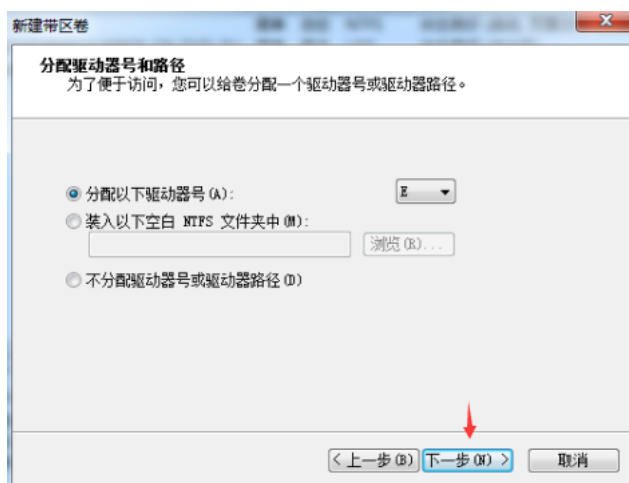 新建带区卷
分配驱动器号和路径
为了便于访问，您可以给卷分配一个驱动器号或驱动器路径。
分配以下驱动器号(A): E
装入以下空白 NTFS 文件夹中(M):
浏览(R)...
不分配驱动器号或驱动器路径(D)
< 上一步(B) 下一步(N) > 取消